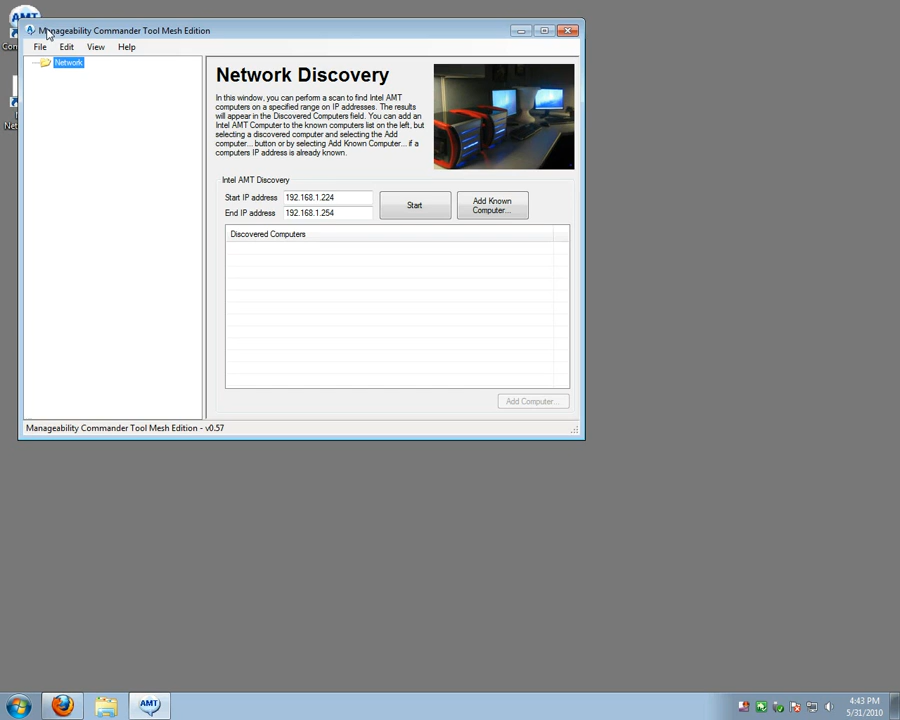 AMT
Manageability Commander Tool Mesh Edition
File Edit View Help
Network
Network Discovery
In this window, you can perform a scan to find Intel AMT
computers on a specified range on IP addresses. The results
will appear in the Discovered Computers field. You can add an
Intel AMT Computer to the known computers list on the left, but
selecting a discovered computer and selecting the Add
computer... button or by selecting Add Known Computer... if a
computers IP address is already known.
Intel AMT Discovery
Start IP address 192.168.1.224
End IP address 192.168.1.254
Start
Add Known
Computer...
Discovered Computers
Add Computer...
Manageability Commander Tool Mesh Edition - v0.57
AMT
4:43 PM
5/31/2010